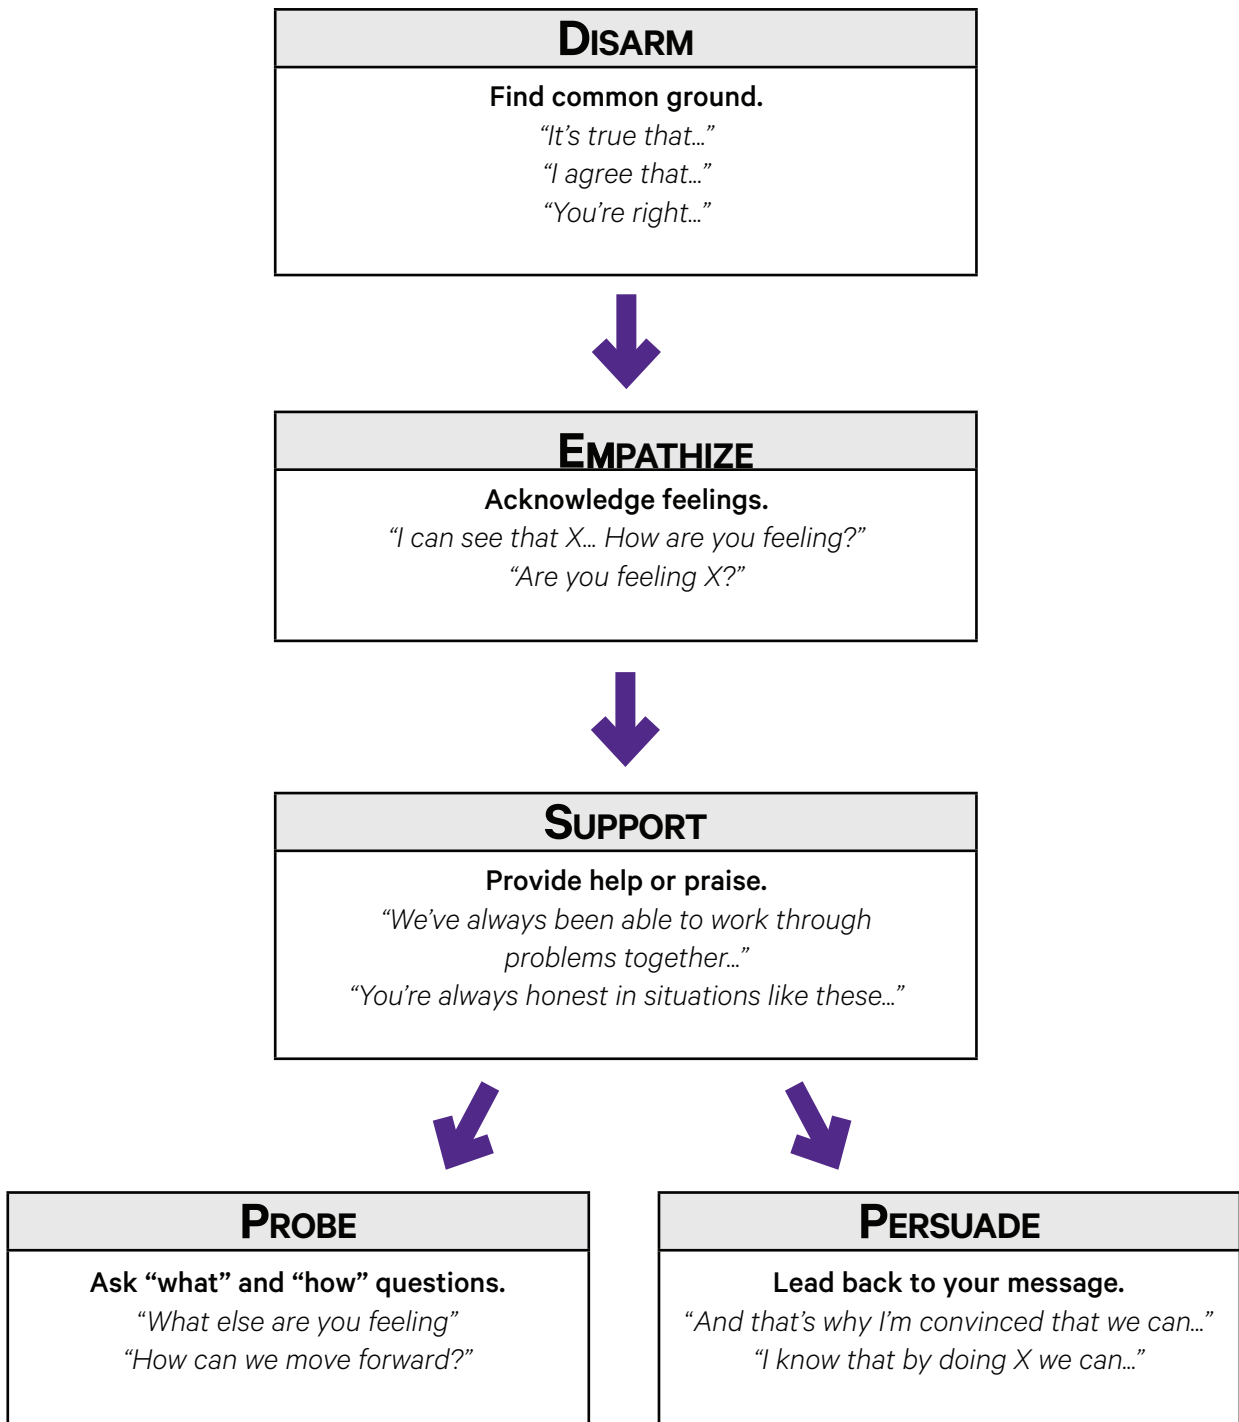 DISARM
Find common ground.
“It’s true that...”
“I agree that...”
“You’re right...”
EMPATHIZE
Acknowledge feelings.
“I can see that X... How are you feeling?”
“Are you feeling X?”
SUPPORT
Provide help or praise.
“We’ve always been able to work through
problems together...”
“You’re always honest in situations like these...”
PROBE
Ask “what” and “how” questions.
“What else are you feeling”
“How can we move forward?”
PERSUADE
Lead back to your message.
“And that’s why I’m convinced that we can...”
“I know that by doing X we can...”